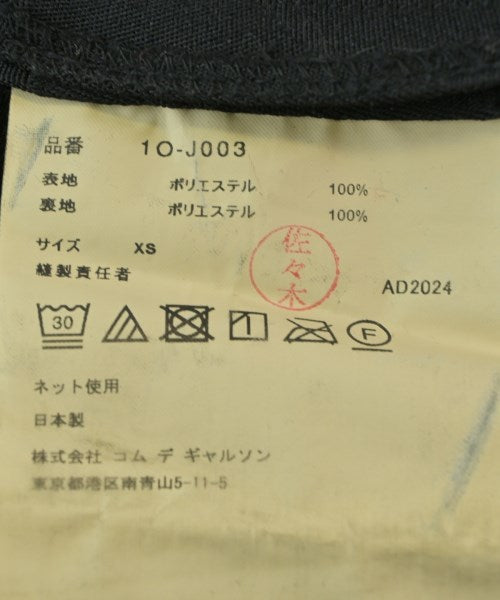 品番 1O-J003
表地 ポリエステル 100%
裏地 ポリエステル 100%
サイズ XS
縫製責任者
佐々木
AD2024
30
F
ネット使用
日本製
株式会社 コム デ ギャルソン
東京都港区南青山5-11-5